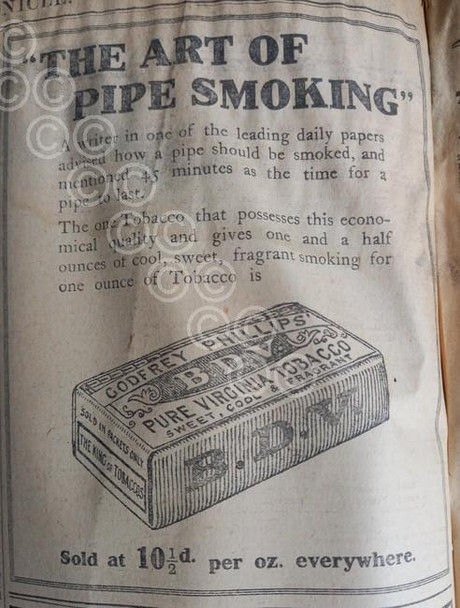 NICLE.
"THE ART OF
PIPE SMOKING"
A writer in one of the leading daily papers
advised how a pipe should be smoked, and
mentioned 45 minutes as the time for a
pipe to last.
The one Tobacco that possesses this econo-
mical quality and gives one and a half
ounces of cool, sweet, fragrant smoking for
one ounce of Tobacco is
GODFREY PHILLIPS'
B.D.V.
PURE VIRGINIA TOBACCO
SWEET, COOL & FRAGRANT
SOLD IN PACKETS ONLY
THE KING OF TOBACCOS
B.D.V.
Sold at 10½d. per oz. everywhere.